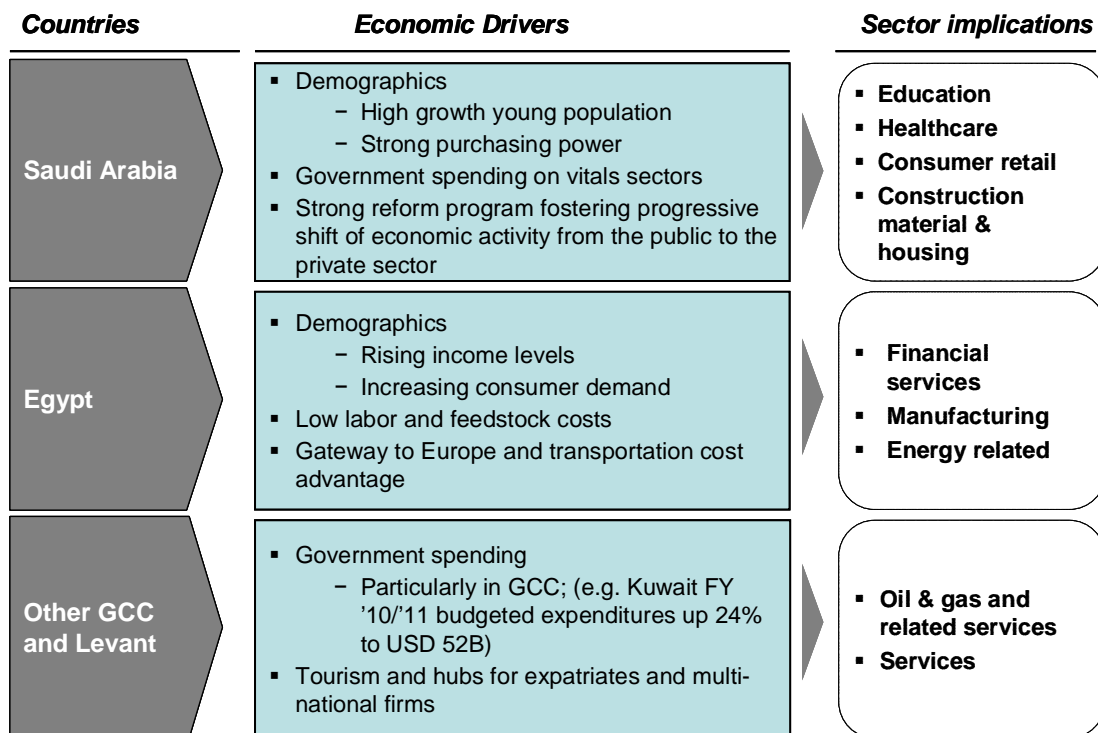 Countries
Economic Drivers
Sector implications
Saudi Arabia
▪ Demographics
− High growth young population
− Strong purchasing power
▪ Government spending on vitals sectors
▪ Strong reform program fostering progressive
shift of economic activity from the public to the
private sector
▪ Education
▪ Healthcare
▪ Consumer retail
▪ Construction
material &
housing
Egypt
▪ Demographics
− Rising income levels
− Increasing consumer demand
▪ Low labor and feedstock costs
▪ Gateway to Europe and transportation cost
advantage
▪ Financial
services
▪ Manufacturing
▪ Energy related
Other GCC
and Levant
▪ Government spending
− Particularly in GCC; (e.g. Kuwait FY
’10/’11 budgeted expenditures up 24%
to USD 52B)
▪ Tourism and hubs for expatriates and multi-
national firms
▪ Oil & gas and
related services
▪ Services